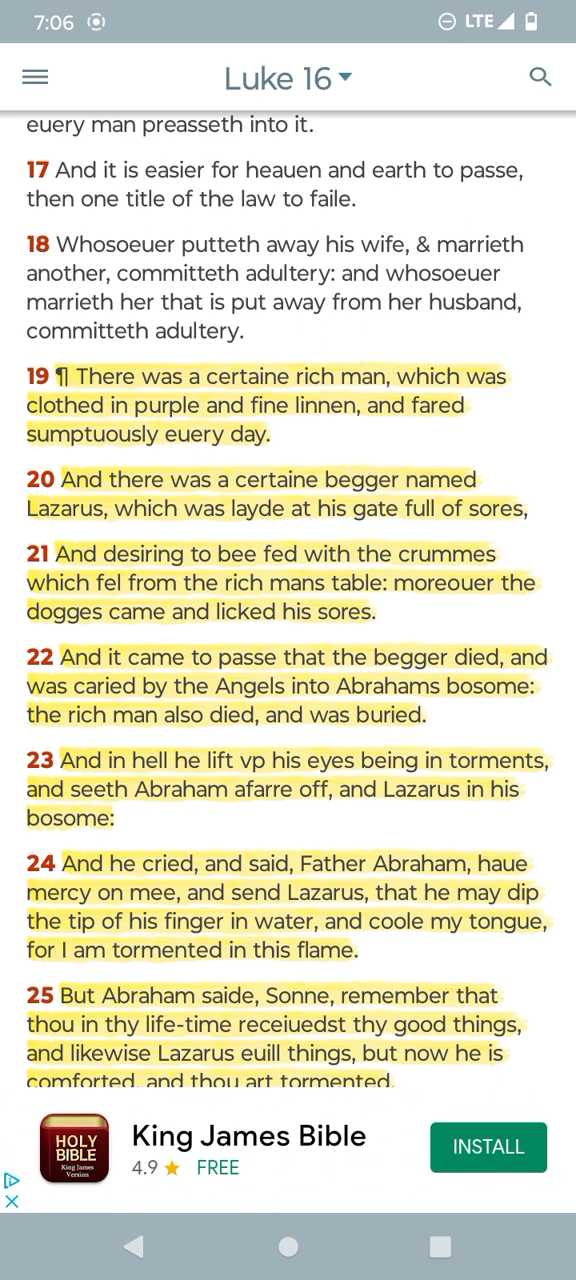 7:06
LTE
Luke 16
euery man preasseth into it.
17 And it is easier for heauen and earth to passe,
then one title of the law to faile.
18 Whosoeuer putteth away his wife, & marrieth
another, committeth adultery: and whosoeuer
marrieth her that is put away from her husband,
committeth adultery.
19 ¶ There was a certaine rich man, which was
clothed in purple and fine linnen, and fared
sumptuously euery day.
20 And there was a certaine begger named
Lazarus, which was layde at his gate full of sores,
21 And desiring to bee fed with the crummes
which fel from the rich mans table: moreouer the
dogges came and licked his sores.
22 And it came to passe that the begger died, and
was caried by the Angels into Abrahams bosome:
the rich man also died, and was buried.
23 And in hell he lift vp his eyes being in torments,
and seeth Abraham afarre off, and Lazarus in his
bosome:
24 And he cried, and said, Father Abraham, haue
mercy on mee, and send Lazarus, that he may dip
the tip of his finger in water, and coole my tongue,
for I am tormented in this flame.
25 But Abraham saide, Sonne, remember that
thou in thy life-time receiuedst thy good things,
and likewise Lazarus euill things, but now he is
comforted, and thou art tormented.
HOLY
BIBLE
King James
Version
King James Bible
4.9 ★ FREE
INSTALL